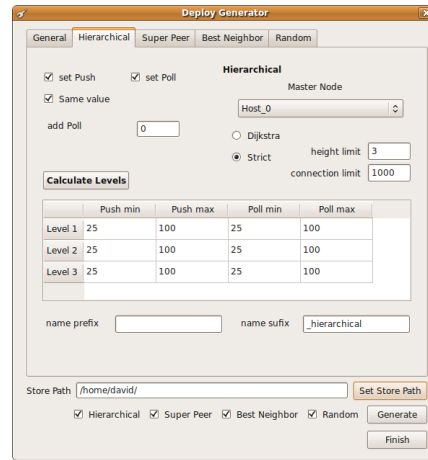 Deploy Generator
General Hierarchical Super Peer Best Neighbor Random
set Push set Poll Hierarchical
Master Node
Same value
Host_0
add Poll 0
Dijkstra
Strict height limit 3
connection limit 1000
Calculate Levels
Push min Push max Poll min Poll max
Level 1 25 100 25 100
Level 2 25 100 25 100
Level 3 25 100 25 100
name prefix name sufix _hierarchical
Store Path /home/david/ Set Store Path
Hierarchical Super Peer Best Neighbor Random Generate
Finish